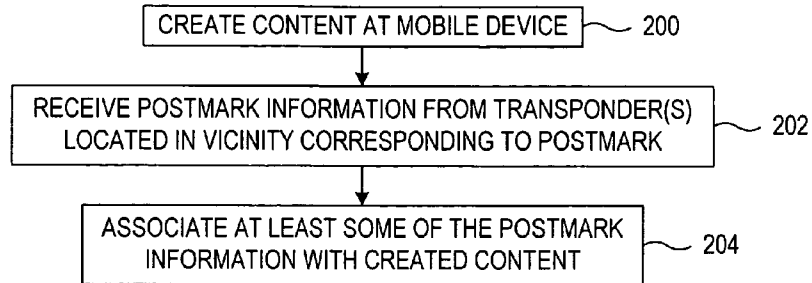 CREATE CONTENT AT MOBILE DEVICE 200
RECEIVE POSTMARK INFORMATION FROM TRANSPONDER(S)
LOCATED IN VICINITY CORRESPONDING TO POSTMARK 202
ASSOCIATE AT LEAST SOME OF THE POSTMARK
INFORMATION WITH CREATED CONTENT 204